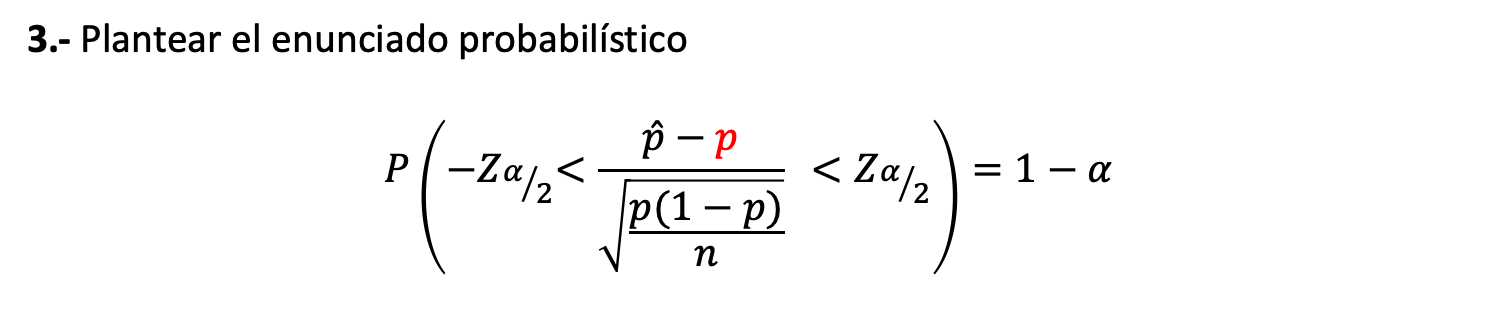 3.- Plantear el enunciado probabilístico
P(−Zα/2 < (p̂ − p)/√(p(1 − p)/n) < Zα/2) = 1 − α